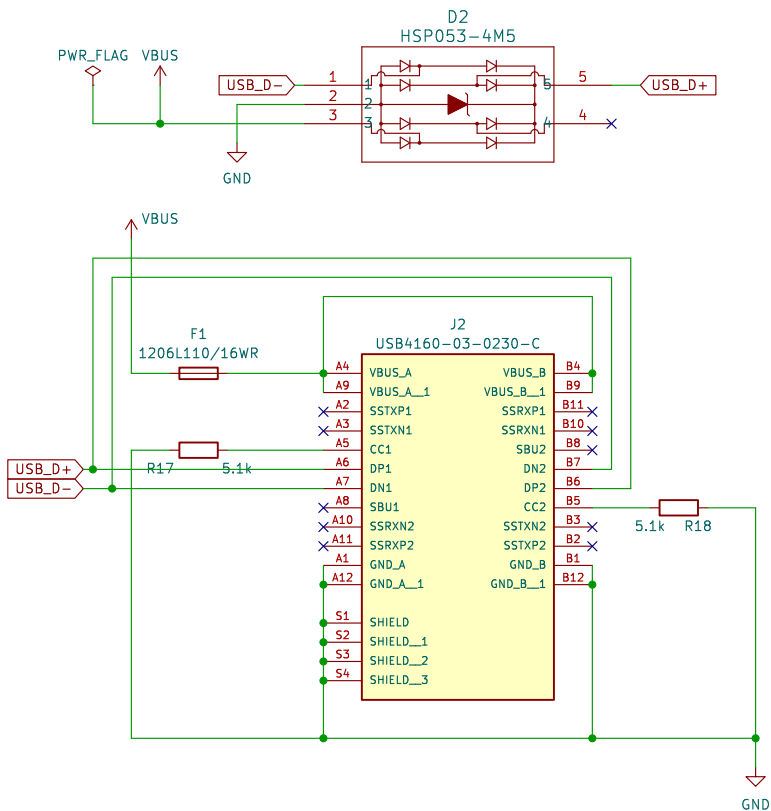 D2
HSP053-4M5
PWR_FLAG VBUS
USB_D- 1 1 5 5 USB_D+
2 2
3 3 4 4
GND
VBUS
J2
USB4160-03-0230-C
F1
1206L110/16WR
A4 VBUS_A VBUS_B B4
A9 VBUS_A__1 VBUS_B__1 B9
A2 SSTXP1 SSRXP1 B11
A3 SSTXN1 SSRXN1 B10
A5 CC1 SBU2 B8
R17 5.1k
USB_D+ A6 DP1 DN2 B7
USB_D- A7 DN1 DP2 B6
A8 SBU1 CC2 B5
5.1k R18
A10 SSRXN2 SSTXN2 B3
A11 SSRXP2 SSTXP2 B2
A1 GND_A GND_B B1
A12 GND_A__1 GND_B__1 B12
S1 SHIELD
S2 SHIELD__1
S3 SHIELD__2
S4 SHIELD__3
GND